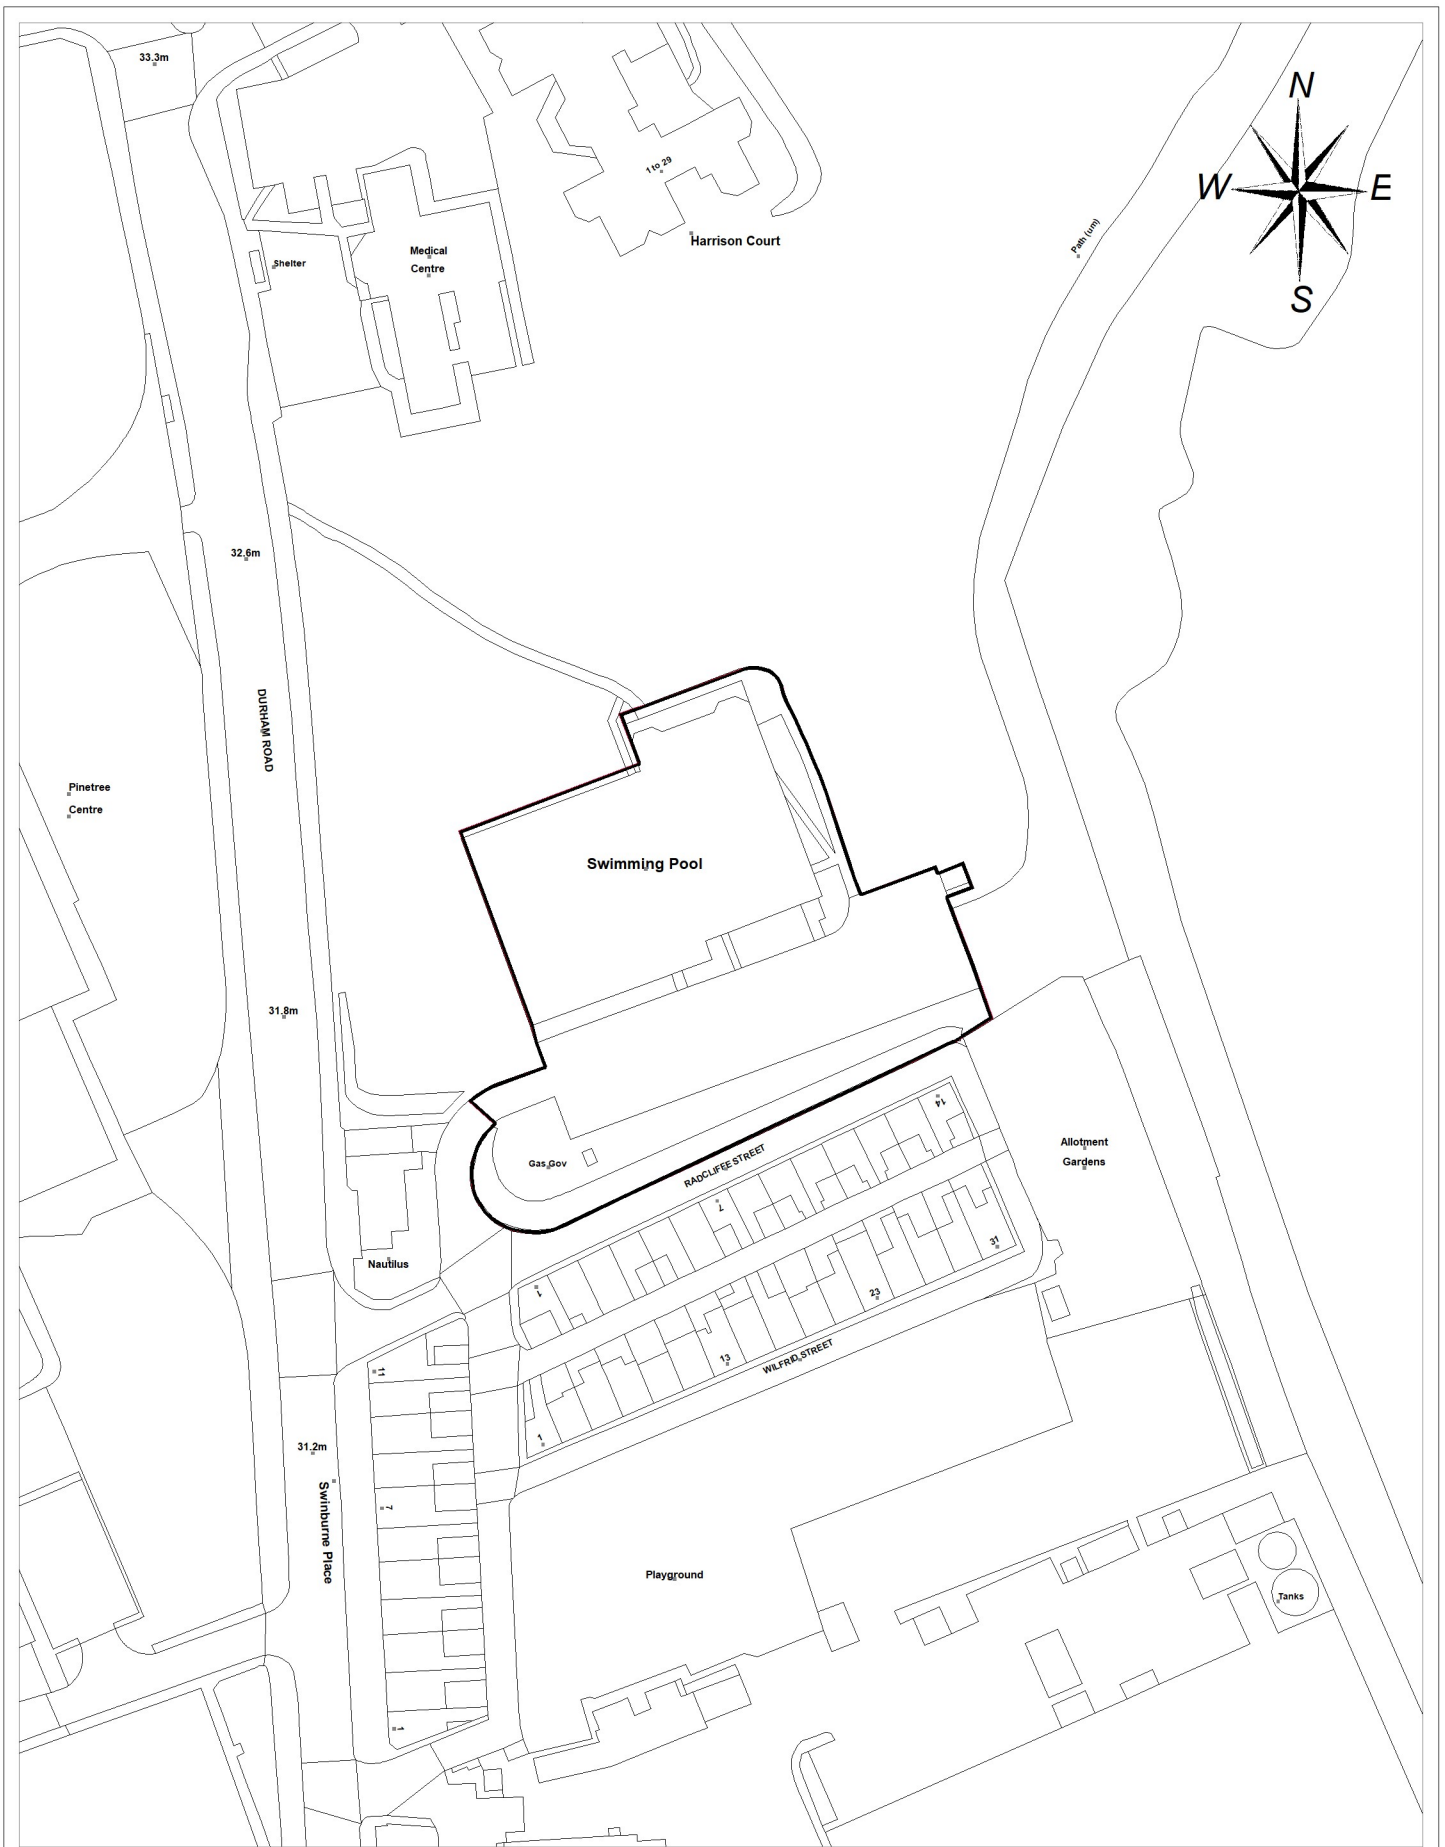 33.3m
N
W
E
S
1 to 29
Harrison Court
Path (um)
Medical
Centre
Shelter
32.6m
DURHAM ROAD
Pinetree
Centre
Swimming Pool
31.8m
Gas Gov
RADCLIFFE STREET
14
7
1
Allotment
Gardens
Nautilus
31
23
13
1
WILFRID STREET
11
31.2m
7
Swinburne Place
Playground
Tanks
1